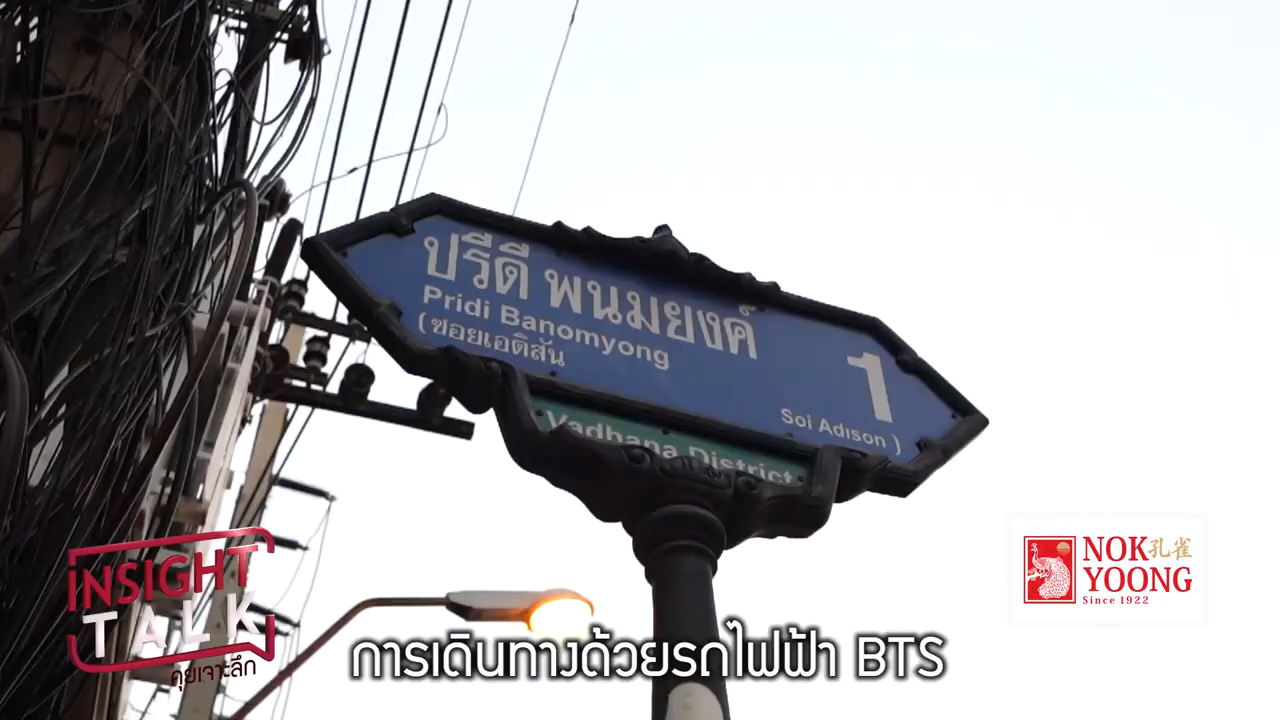 ปรีดี พนมยงค์ 1
Pridi Banomyong
(ซอยเอดิสัน
Soi Adison )
Vadhana District
INSIGHT
TALK
คุยเจาะลึก
NOK 孔雀
YOONG
Since 1922
การเดินทางด้วยรถไฟฟ้า BTS